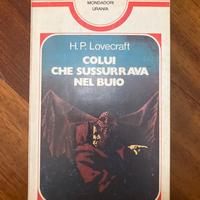 MONDADORI
URANIA
H.P. Lovecraft
COLUI
CHE SUSSURRAVA
NEL BUIO